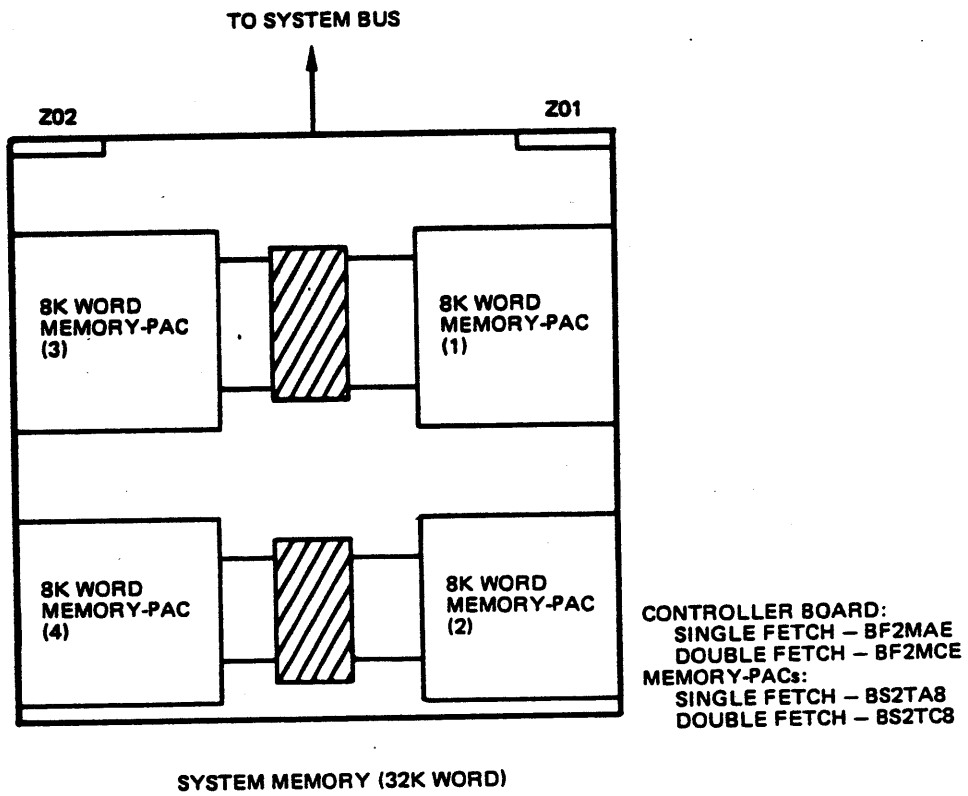 TO SYSTEM BUS
Z02
Z01
8K WORD
MEMORY-PAC
(3)
8K WORD
MEMORY-PAC
(1)
8K WORD
MEMORY-PAC
(4)
8K WORD
MEMORY-PAC
(2)
CONTROLLER BOARD:
SINGLE FETCH – BF2MAE
DOUBLE FETCH – BF2MCE
MEMORY-PACs:
SINGLE FETCH – BS2TA8
DOUBLE FETCH – BS2TC8
SYSTEM MEMORY (32K WORD)